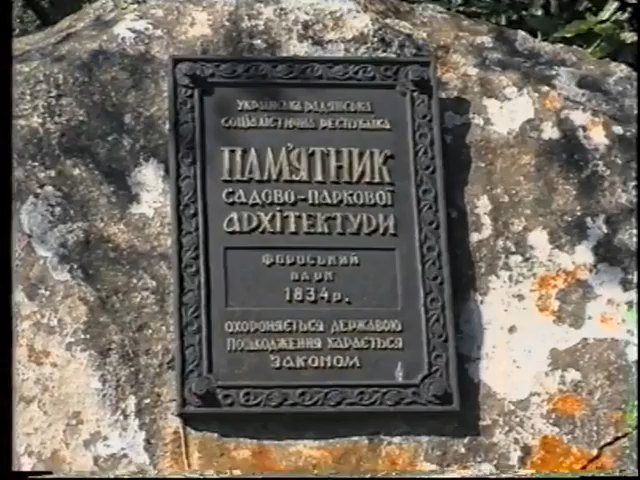 УКРАЇНСЬКА РАДЯНСЬКА
СОЦІАЛІСТИЧНА РЕСПУБЛІКА
ПАМ'ЯТНИК
САДОВО-ПАРКОВОЇ
АРХІТЕКТУРИ
ФОРОСЬКИЙ
ПАРК
1834 р.
ОХОРОНЯЄТЬСЯ ДЕРЖАВОЮ
ПОШКОДЖЕННЯ КАРАЄТЬСЯ
ЗАКОНОМ